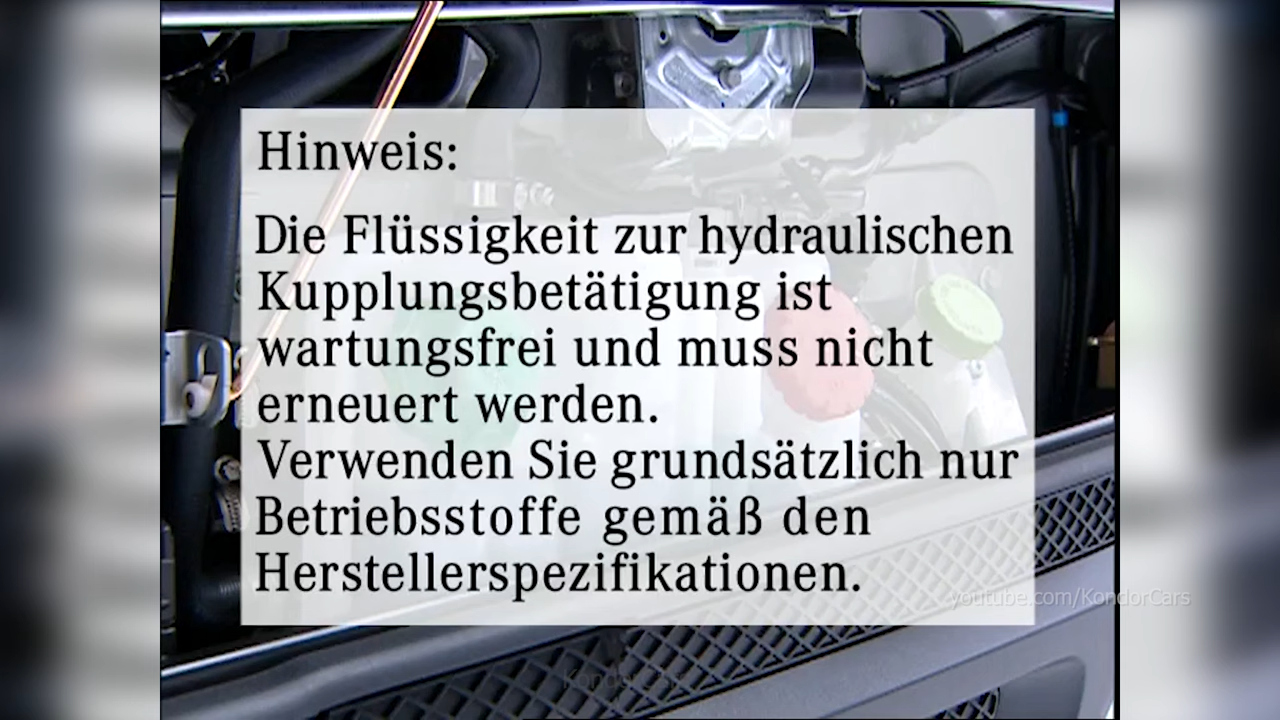 Hinweis:
Die Flüssigkeit zur hydraulischen
Kupplungsbetätigung ist
wartungsfrei und muss nicht
erneuert werden.
Verwenden Sie grundsätzlich nur
Betriebsstoffe gemäß den
Herstellerspezifikationen.
youtube.com/KondorCars
KondorCars